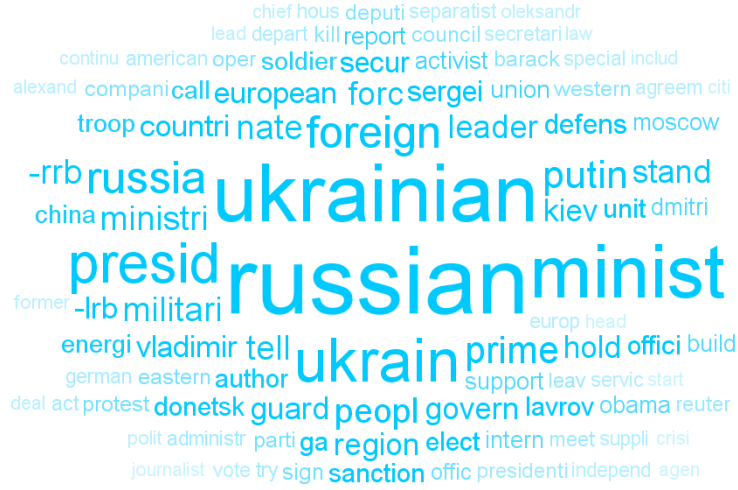 chief hous deputi separatist oleksandr
lead depart kill report council secretari law
continu american oper soldier secur activist barack special includ
alexand compani call european forc sergei union western agreem citi
troop countri nate foreign leader defens moscow
-rrb russia ukrainian putin stand
china ministri kiev unit dmitri
presid russian minist
former -lrb militari europ head
energi vladimir tell ukrain prime hold offici build
german eastern author support leav servic start
deal act protest donetsk guard peopl govern lavrov obama reuter
polit administr parti ga region elect intern meet suppli crisi
journalist vote try sign sanction offic presidenti independ agen